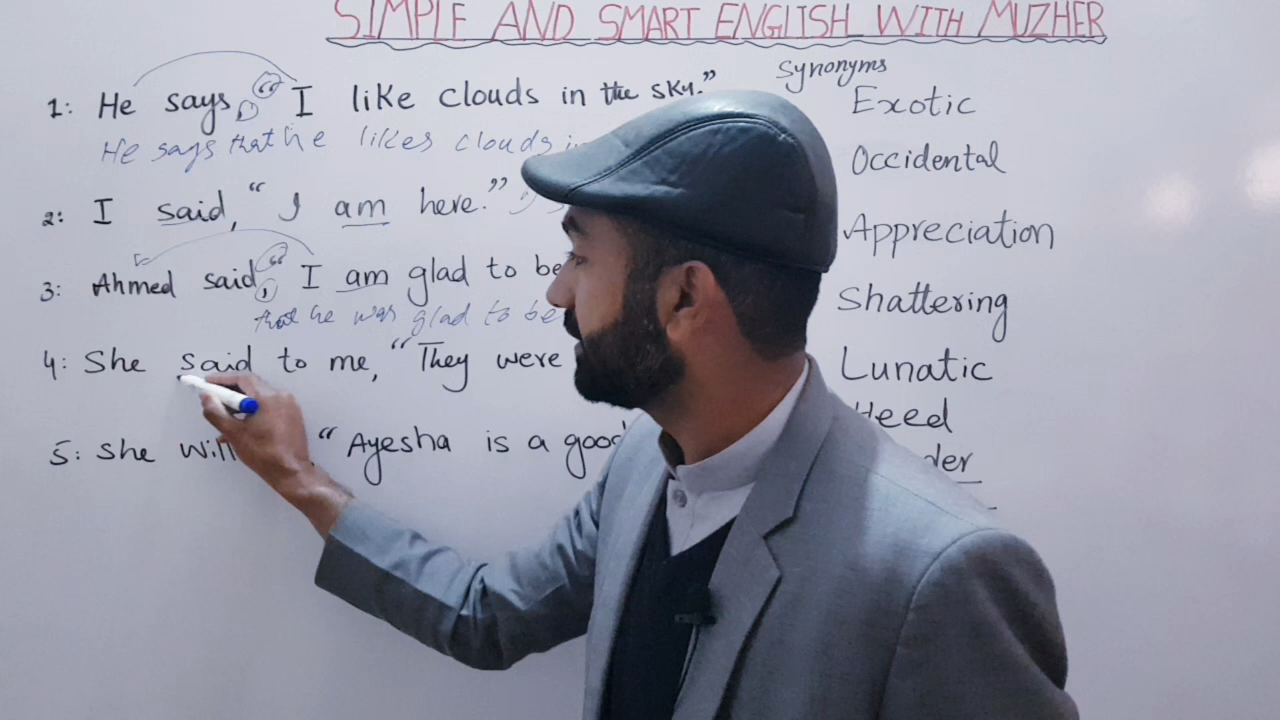 SIMPLE AND SMART ENGLISH WITH MUZHER
1: He says, "I like clouds in the sky."
He says that he likes clouds
2: I said, "I am here."
3: Ahmed said, "I am glad to be
that he was glad to be
4: She said to me, "They were
5: She will "Ayesha is a good
Synonyms
Exotic
Occidental
Appreciation
Shattering
Lunatic
Heed